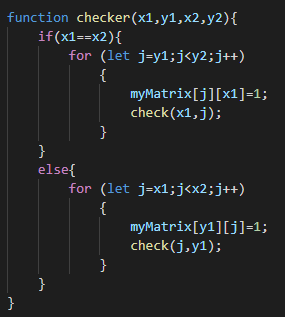 function checker(x1,y1,x2,y2){
    if(x1==x2){
        for (let j=y1;j<y2;j++)
            {
                myMatrix[j][x1]=1;
                check(x1,j);
            }
    }
    else{
        for (let j=x1;j<x2;j++)
            {
                myMatrix[y1][j]=1;
                check(j,y1);
            }
    }
}